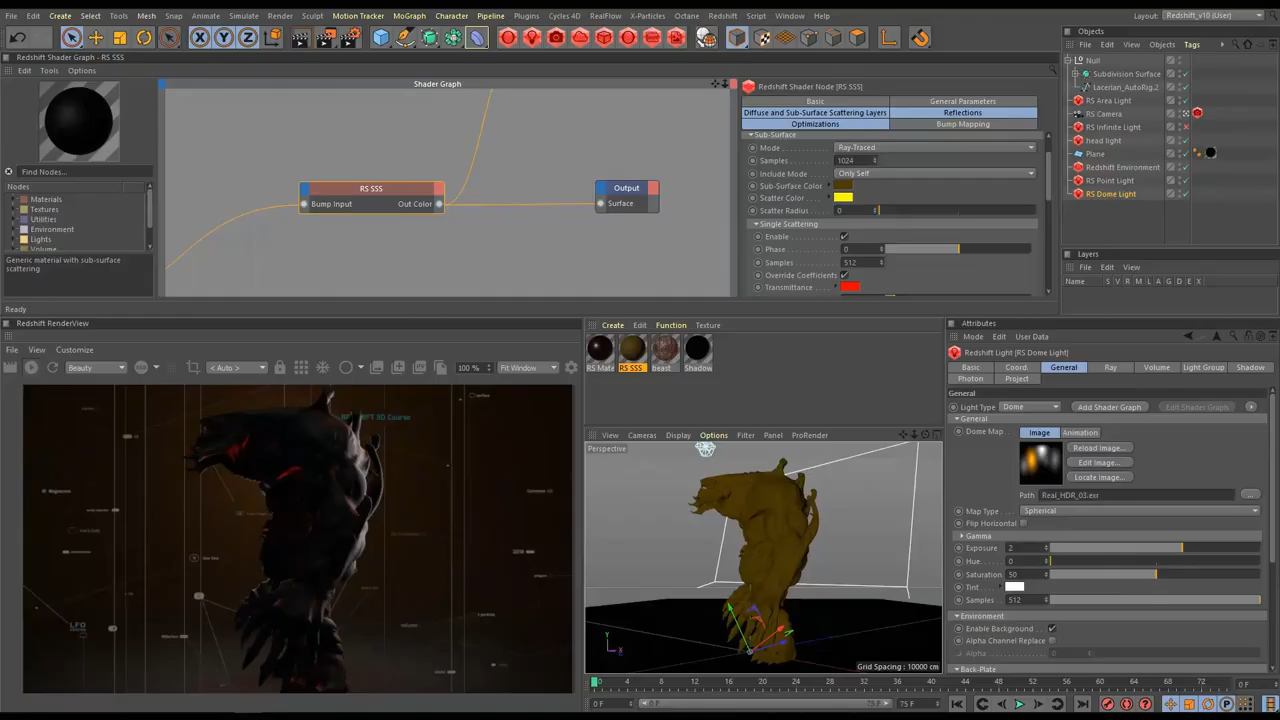 File Create Select Tools Mesh Snap Animate Simulate Render Sculpt Motion Tracker MoGraph Character Pipeline Plugins Cycles 4D RealFlow X-Particles Octane Redshift Script Window Help
Layout: Redshift_v10 (User)
Redshift Shader Graph - RS SSS
Edit Tools Options
Find Nodes...
Nodes
Materials
Textures
Utilities
Environment
Lights
Volume
Generic material with sub-surface
scattering
Ready
Shader Graph
RS SSS
Bump Input Out Color
Output
Surface
Redshift Shader Node [RS SSS]
Basic General Parameters
Diffuse and Sub-Surface Scattering Layers Reflections
Optimizations Bump Mapping
Sub-Surface
Mode Ray-Traced
Samples 1024
Include Mode Only Self
Sub-Surface Color
Scatter Color
Scatter Radius 0
Single Scattering
Enable
Phase 0
Samples 512
Override Coefficients
Transmittance
Objects
File Edit View Objects Tags
Null
Subdivision Surface
Lacerian_AutoRig.2
RS Area Light
RS Camera
RS Infinite Light
head light
Plane
Redshift Environment
RS Point Light
RS Dome Light
Layers
File Edit View
Name S V R M L A G D E X
Redshift RenderView
File View Customize
Beauty < Auto > 100 % Fit Window
LFO
Create Edit Function Texture
RS Mate RS SSS beast Shadow
View Cameras Display Options Filter Panel ProRender
Perspective
Y
X
Grid Spacing : 10000 cm
Attributes
Mode Edit User Data
Redshift Light [RS Dome Light]
Basic Coord. General Ray Volume Light Group Shadow
Photon Project
General
Light Type Dome Add Shader Graph Edit Shader Graph
General
Dome Map Image Animation
Reload Image...
Edit Image...
Locate Image...
Path Real_HDR_03.exr ...
Map Type Spherical
Flip Horizontal
Gamma
Exposure 2
Hue 0
Saturation 50
Tint
Samples 512
Environment
Enable Background
Alpha Channel Replace
Alpha 0
Back-Plate
0 4 8 12 16 20 24 28 32 36 40 44 48 52 56 60 64 68 72 0 F
0 F 0 F 75 F 75 F